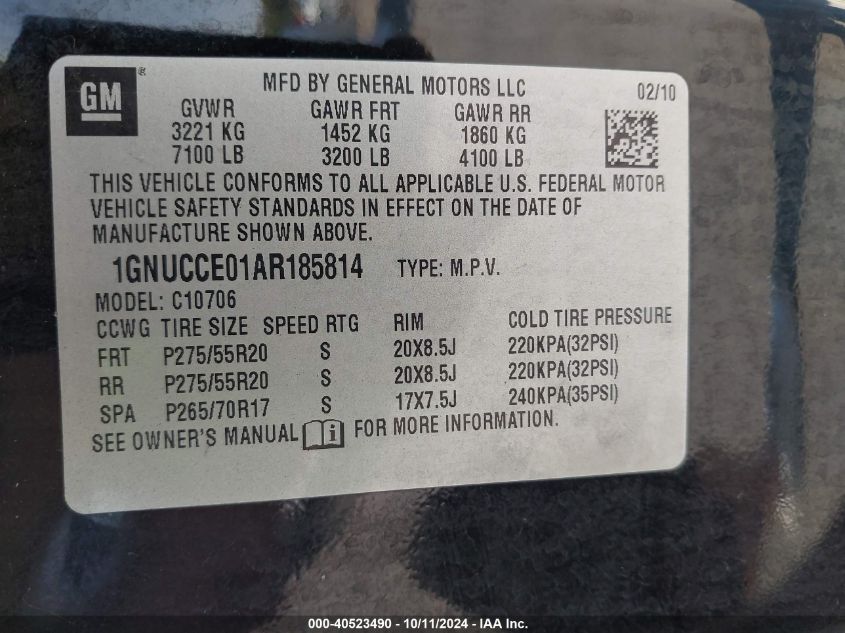 GM®
MFD BY GENERAL MOTORS LLC 02/10
GVWR GAWR FRT GAWR RR
3221 KG 1452 KG 1860 KG
7100 LB 3200 LB 4100 LB
THIS VEHICLE CONFORMS TO ALL APPLICABLE U.S. FEDERAL MOTOR
VEHICLE SAFETY STANDARDS IN EFFECT ON THE DATE OF
MANUFACTURE SHOWN ABOVE.
1GNUCCE01AR185814 TYPE: M.P.V.
MODEL: C10706
CCWG TIRE SIZE SPEED RTG RIM COLD TIRE PRESSURE
FRT P275/55R20 S 20X8.5J 220KPA(32PSI)
RR P275/55R20 S 20X8.5J 220KPA(32PSI)
SPA P265/70R17 S 17X7.5J 240KPA(35PSI)
SEE OWNER'S MANUAL i FOR MORE INFORMATION.
000-40523490 - 10/11/2024 - IAA Inc.